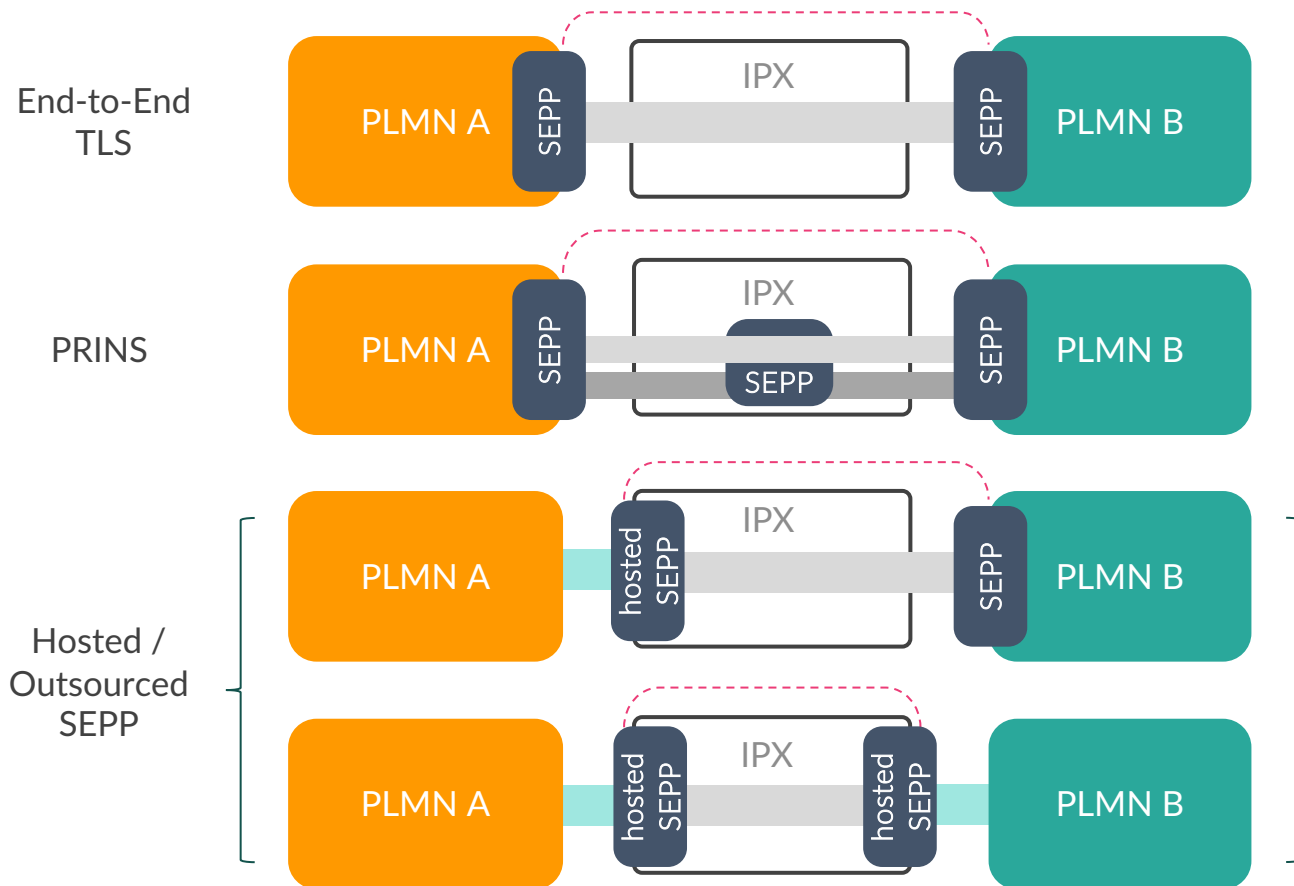 End-to-End
TLS
PLMN A
SEPP
IPX
SEPP
PLMN B
PRINS
PLMN A
SEPP
IPX
SEPP
SEPP
PLMN B
Hosted /
Outsourced
SEPP
PLMN A
hosted
SEPP
IPX
SEPP
PLMN B
PLMN A
hosted
SEPP
IPX
hosted
SEPP
PLMN B